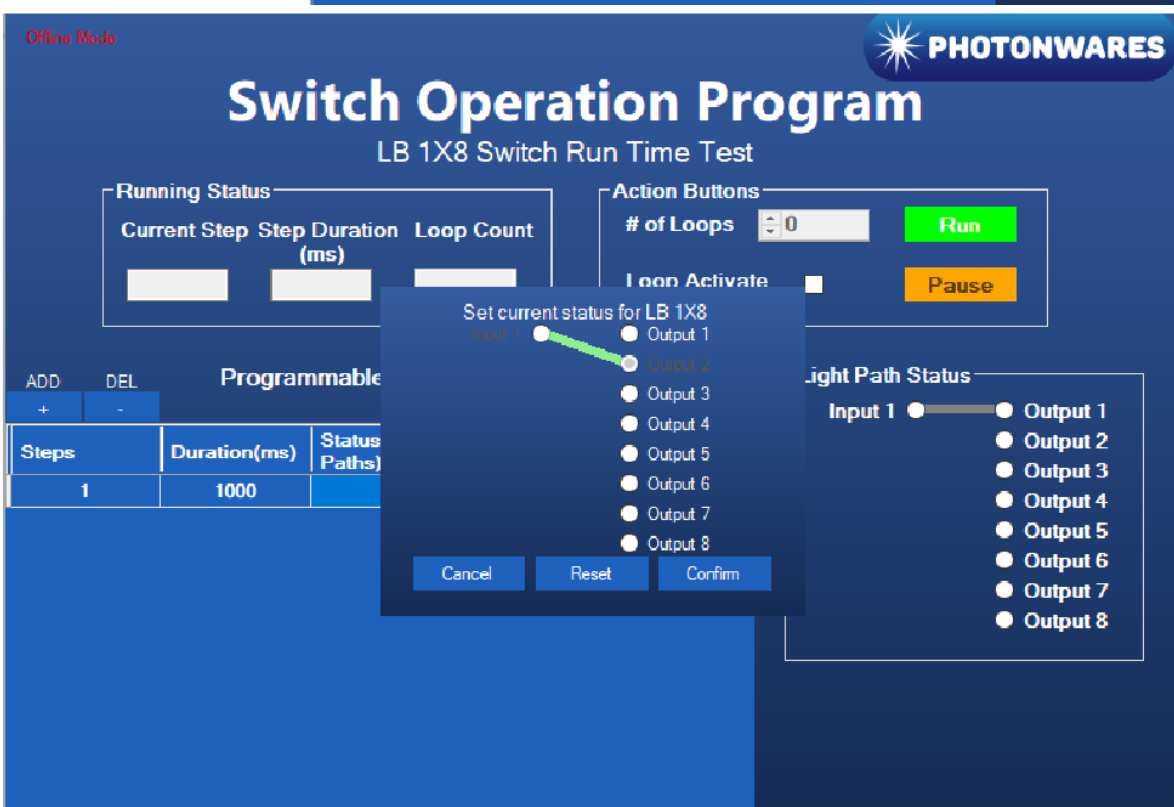 Offline Mode
PHOTONWARES
Switch Operation Program
LB 1X8 Switch Run Time Test
Running Status
Current Step
Step Duration
(ms)
Loop Count
Action Buttons
# of Loops
0
Run
Loop Activate
Pause
Set current status for LB 1X8
Input 1
Output 1
Output 2
Output 3
Output 4
Output 5
Output 6
Output 7
Output 8
Cancel
Reset
Confirm
ADD
DEL
+
-
Programmable
Steps
Duration(ms)
Status
Paths)
1
1000
Light Path Status
Input 1
Output 1
Output 2
Output 3
Output 4
Output 5
Output 6
Output 7
Output 8